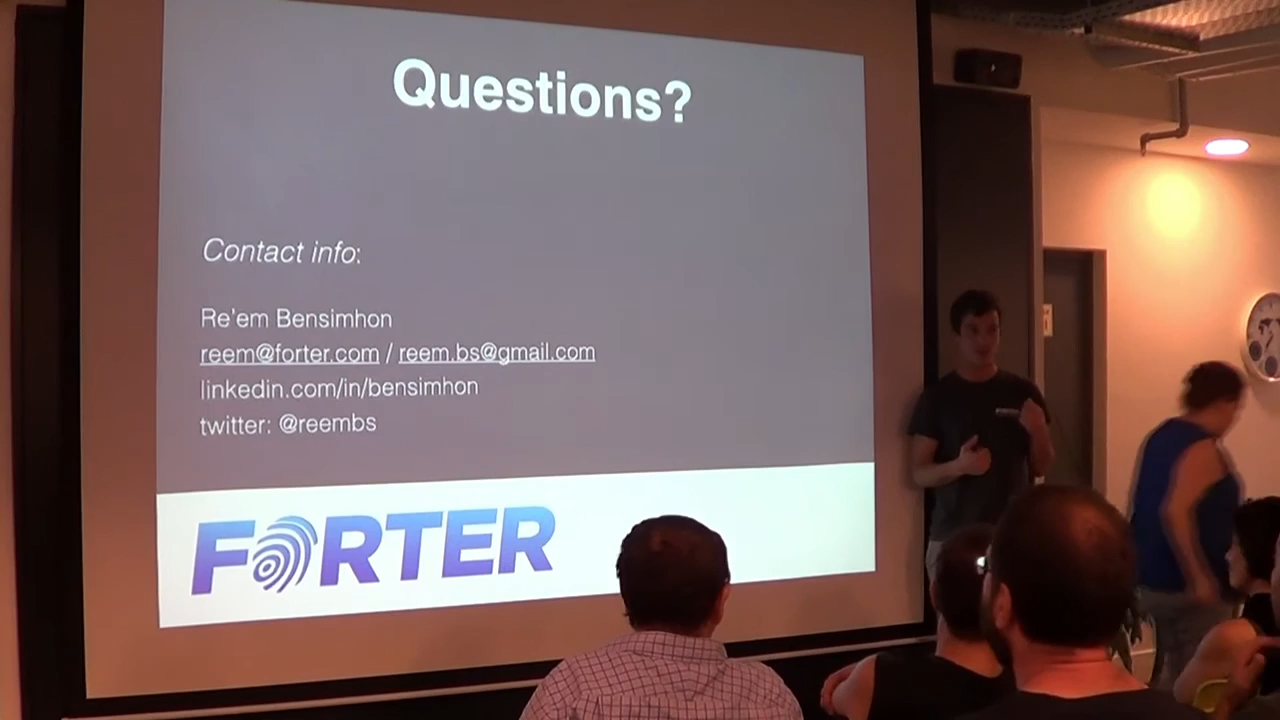 Questions?
Contact info:
Re'em Bensimhon
reem@forter.com / reem.bs@gmail.com
linkedin.com/in/bensimhon
twitter: @reembs
FORTER